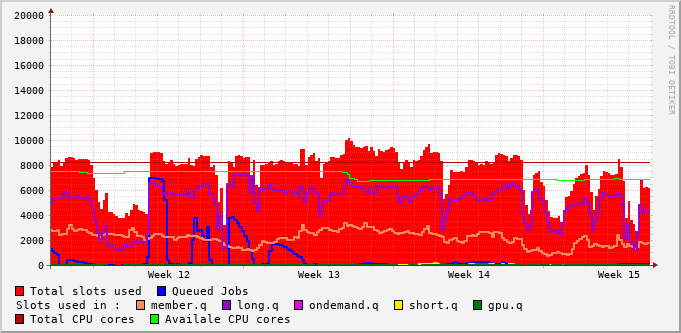 RRDTOOL / TOBI OETIKER
20000
18000
16000
14000
12000
10000
8000
6000
4000
2000
0
Week 12 Week 13 Week 14 Week 15
Total slots used Queued Jobs
Slots used in : member.q long.q ondemand.q short.q gpu.q
Total CPU cores Availale CPU cores